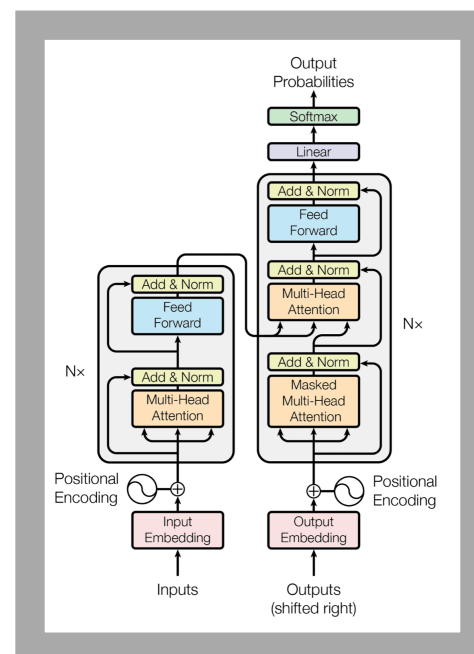 Output
Probabilities
Softmax
Linear
Add & Norm
Feed
Forward
Add & Norm
Multi-Head
Attention
Add & Norm
Masked
Multi-Head
Attention
Nx
Add & Norm
Feed
Forward
Add & Norm
Multi-Head
Attention
Nx
Positional
Encoding
Positional
Encoding
Input
Embedding
Output
Embedding
Inputs
Outputs
(shifted right)